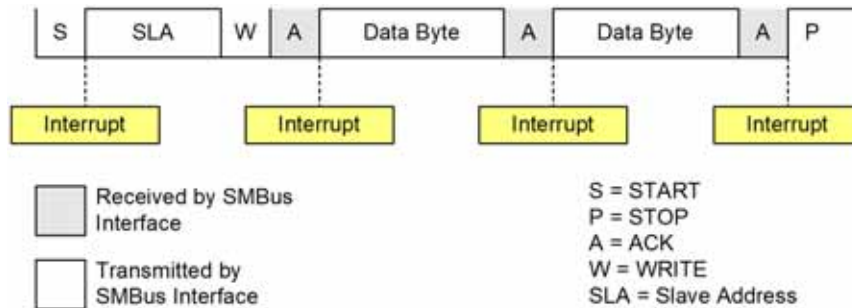 S SLA W A Data Byte A Data Byte A P
Interrupt Interrupt Interrupt Interrupt
Received by SMBus
Interface
Transmitted by
SMBus Interface
S = START
P = STOP
A = ACK
W = WRITE
SLA = Slave Address